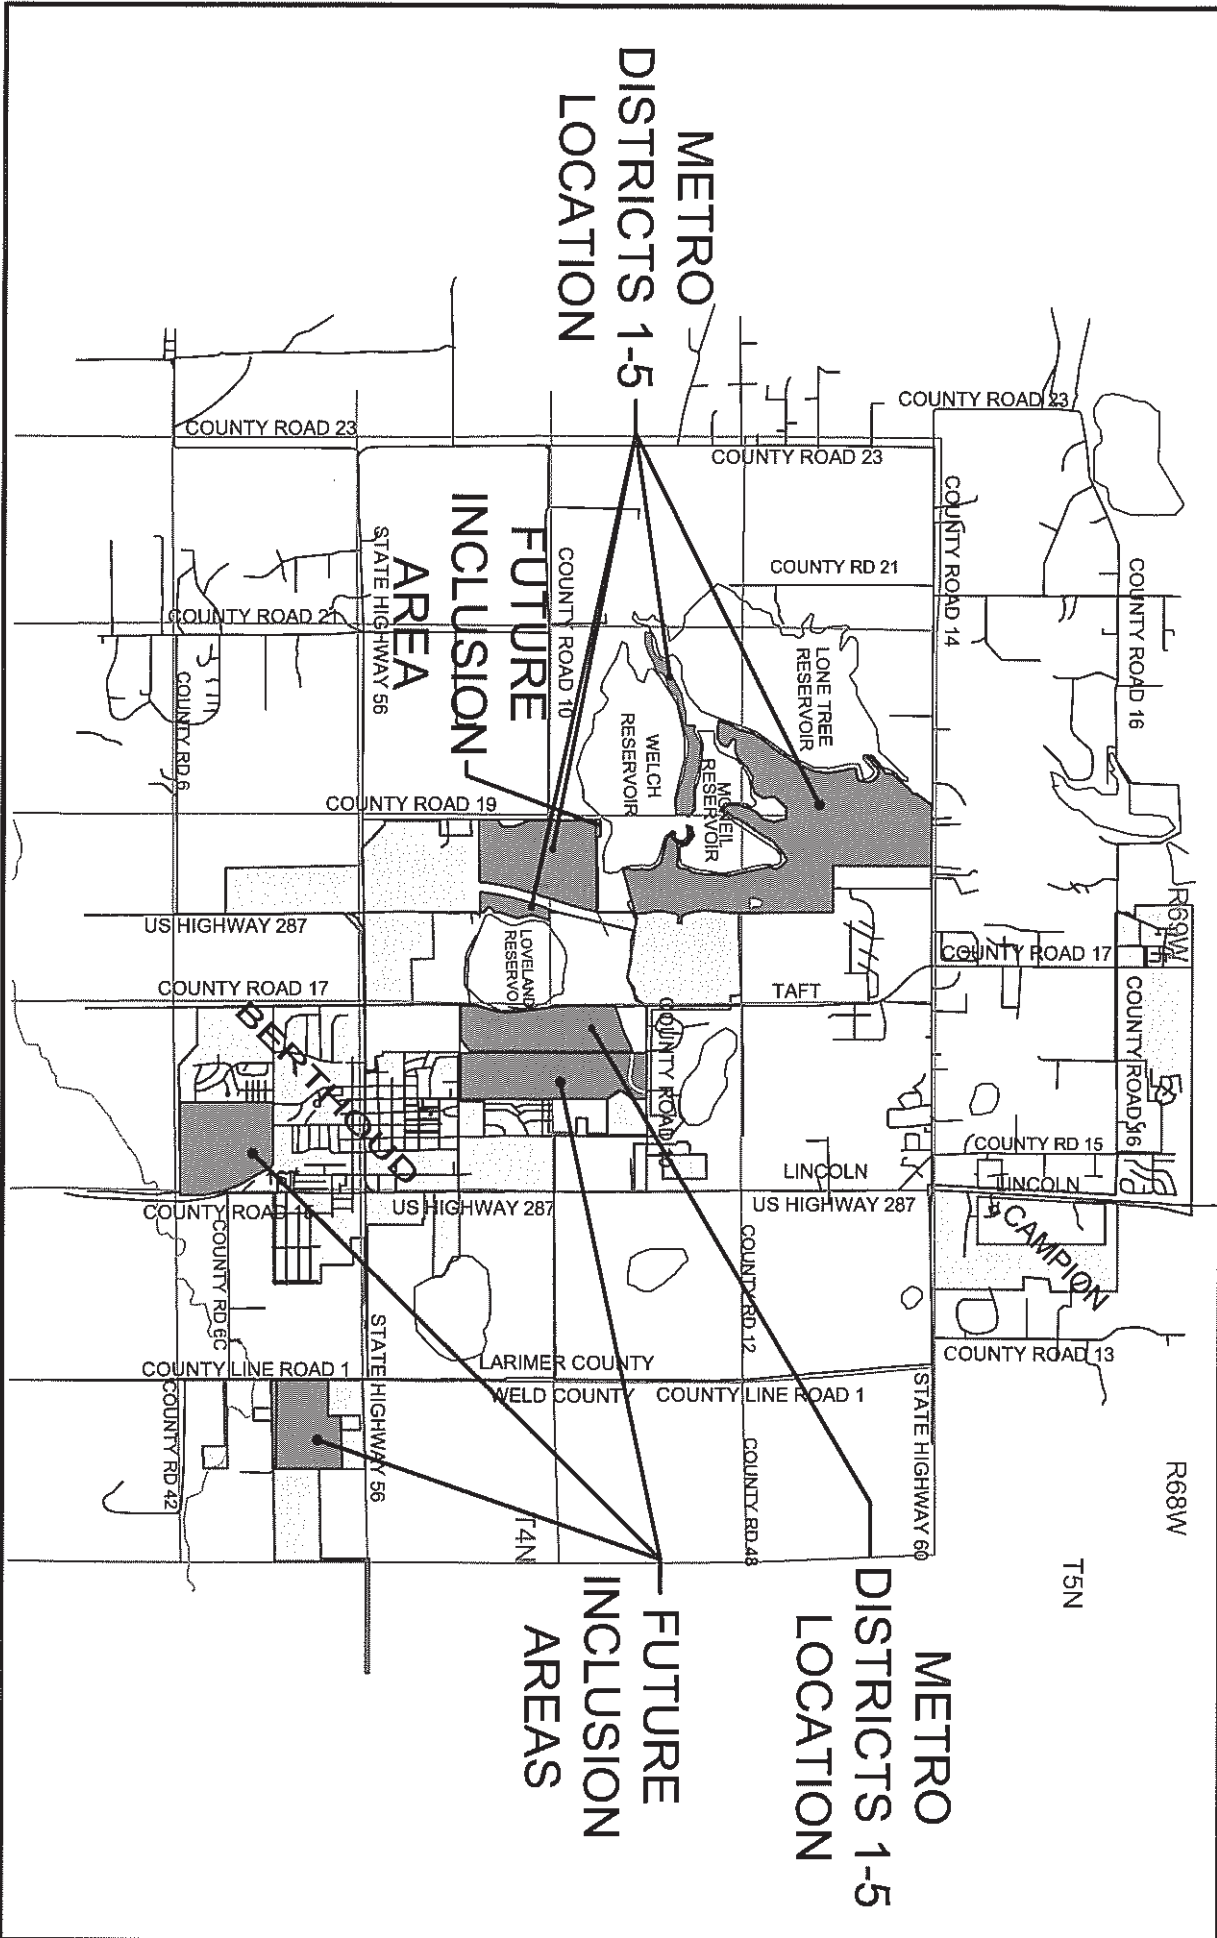 METRO
DISTRICTS 1-5
LOCATION
FUTURE
INCLUSION
AREA
COUNTY ROAD 23
COUNTY ROAD 23
COUNTY ROAD 23
COUNTY ROAD 14
COUNTY ROAD 16
COUNTY RD 21
COUNTY ROAD 21
STATE HIGHWAY 56
COUNTY ROAD 10
COUNTY RD 6
LONE TREE
RESERVOIR
WELCH
RESERVOIR
MCNEIL
RESERVOIR
COUNTY ROAD 19
R69W
US HIGHWAY 287
LOVELAND
RESERVO
COUNTY ROAD 17
COUNTY ROAD 17
TAFT
COUNTY ROAD 16
COUNTY ROAD 10
BERTHOUD
COUNTY RD 15
LINCOLN
LINCOLN
COUNTY ROAD 15
US HIGHWAY 287
US HIGHWAY 287
CAMPION
COUNTY RD 6C
COUNTY RD 12
COUNTY ROAD 13
COUNTY LINE ROAD 1
LARIMER COUNTY
WELD COUNTY
COUNTY LINE ROAD 1
STATE HIGHWAY 56
STATE HIGHWAY 60
COUNTY RD 42
COUNTY RD 48
T4N
R68W
T5N
METRO
DISTRICTS 1-5
LOCATION
FUTURE
INCLUSION
AREAS